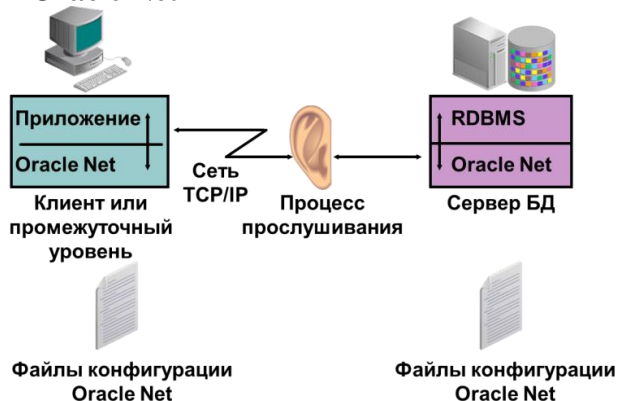 Приложение
Oracle Net
Клиент или
промежуточный
уровень
Сеть
TCP/IP
Процесс
прослушивания
RDBMS
Oracle Net
Сервер БД
Файлы конфигурации
Oracle Net
Файлы конфигурации
Oracle Net